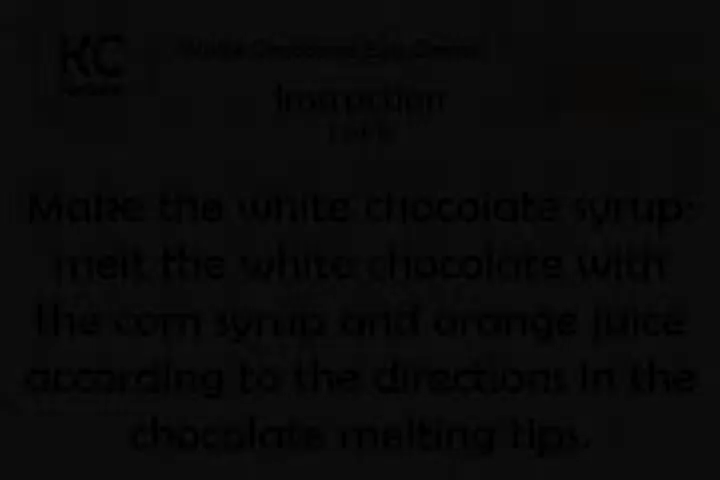 KC
Instruction
Make the white chocolate syrup:
melt the white chocolate with
the corn syrup and orange juice
according to the directions in the
chocolate melting tips.